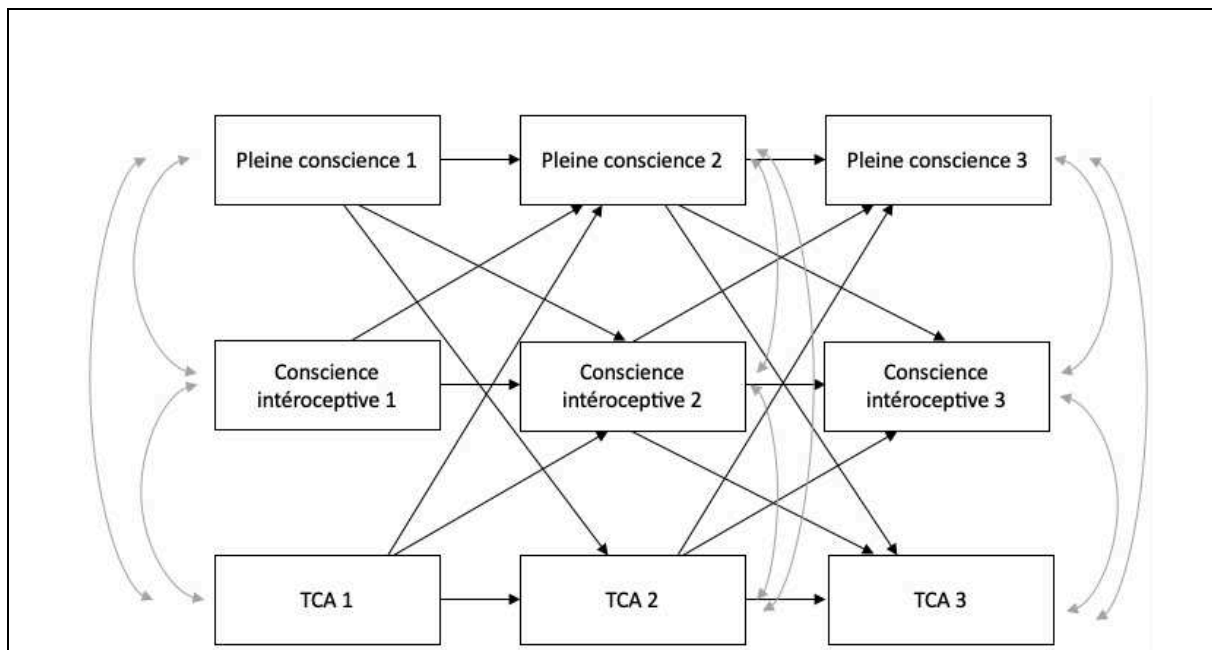 Pleine conscience 1
Pleine conscience 2
Pleine conscience 3
Conscience
intéroceptive 1
Conscience
intéroceptive 2
Conscience
intéroceptive 3
TCA 1
TCA 2
TCA 3